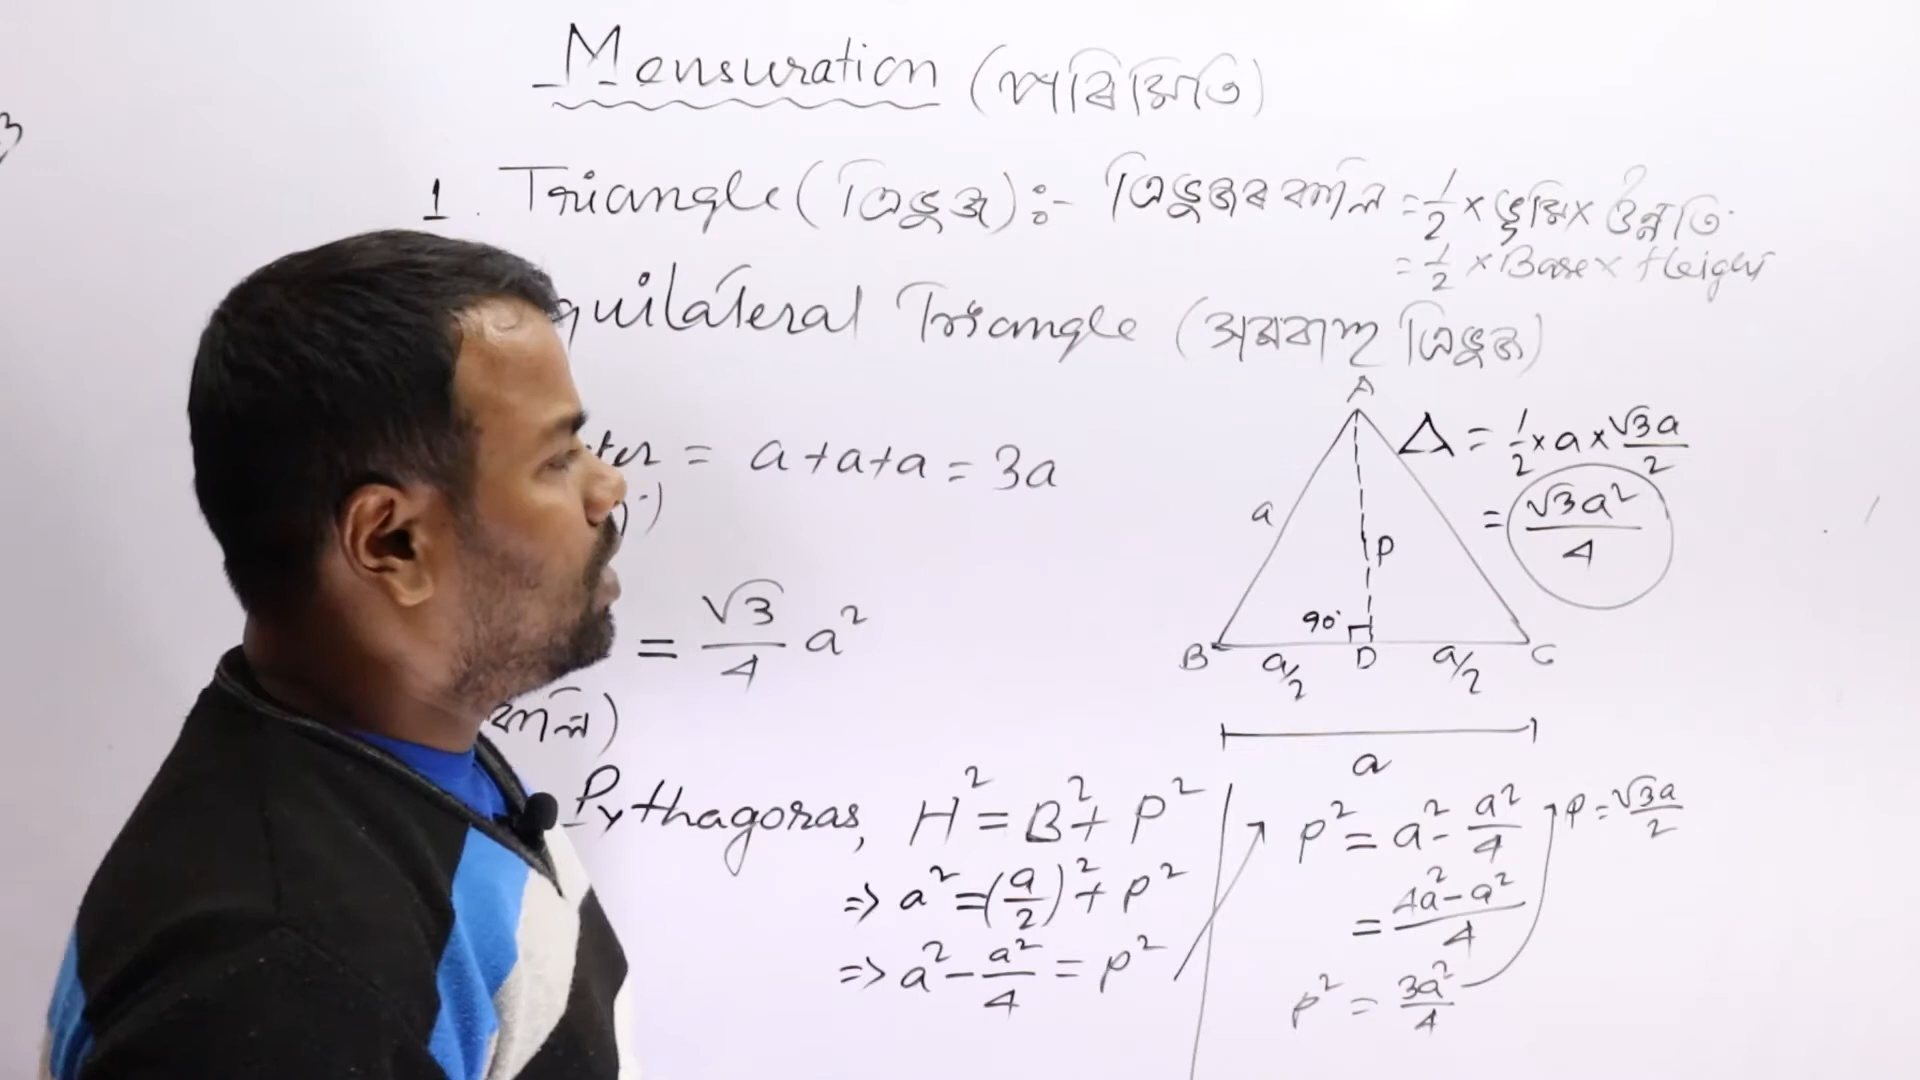 Mensuration (পৰিমিতি)
1. Triangle (ত্ৰিভুজ) :- ত্ৰিভুজৰ কালি = 1/2 × ভূমি × উন্নতি
= 1/2 × Base × Height
quilateral Triangle (সমবাহু ত্ৰিভুজ)
ter = a + a + a = 3a
= √3/4 a²
কালি)
A
a
P
90°
B a/2 D a/2 C
a
Δ = 1/2 × a × √3a/2
= √3a²/4
Pythagoras, H² = B² + P²
=> a² = (a/2)² + P²
=> a² - a²/4 = P²
P² = a² - a²/4
= 4a² - a²/4
P² = 3a²/4
P = √3a/2